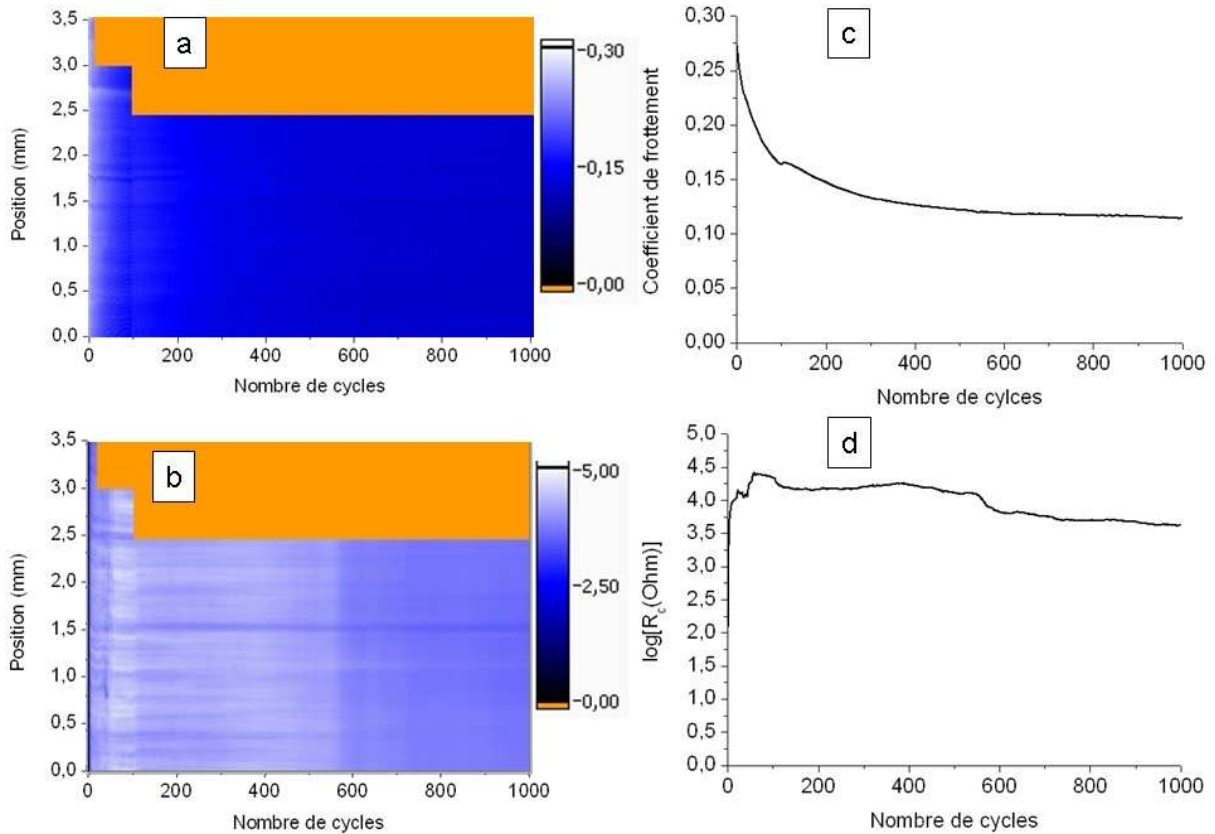 a
3,5
3,0
2,5
2,0
1,5
1,0
0,5
0,0
Position (mm)
0 200 400 600 800 1000
Nombre de cycles
0,30
0,15
0,00
c
0,30
0,25
0,20
0,15
0,10
0,05
0,00
Coefficient de frottement
0 200 400 600 800 1000
Nombre de cylces
b
3,5
3,0
2,5
2,0
1,5
1,0
0,5
0,0
Position (mm)
0 200 400 600 800 1000
Nombre de cycles
5,00
2,50
0,00
d
5,0
4,5
4,0
3,5
3,0
2,5
2,0
1,5
1,0
0,5
0,0
log[Rc(Ohm)]
0 200 400 600 800 1000
Nombre de cycles